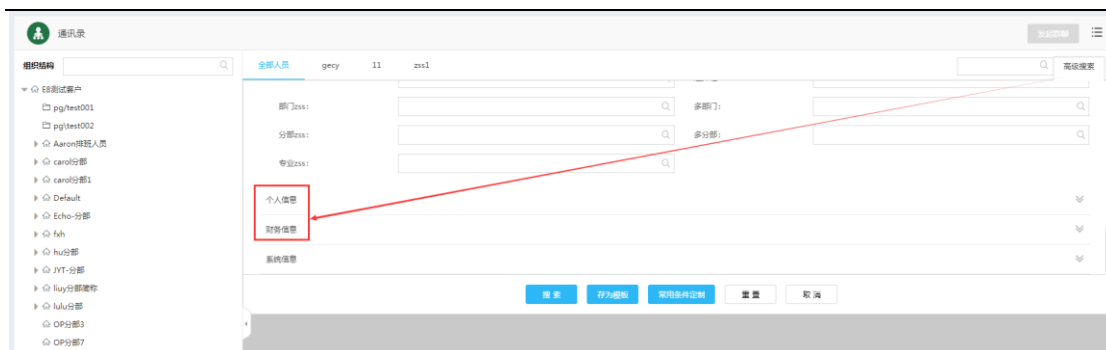 通讯录
发起群聊
组织结构
全部人员 gecy 11 zss1
高级搜索
E8测试客户
pg/test001
pg\test002
Aaron排班人员
carol分部
carol分部1
Default
Echo-分部
fxh
hu分部
JYT-分部
liuy分部简称
lulu分部
OP分部3
OP分部7
部门zss:
多部门:
分部zss:
多分部:
专业zss:
个人信息
财务信息
系统信息
搜 索 存为模板 常用条件定制 重 置 取 消